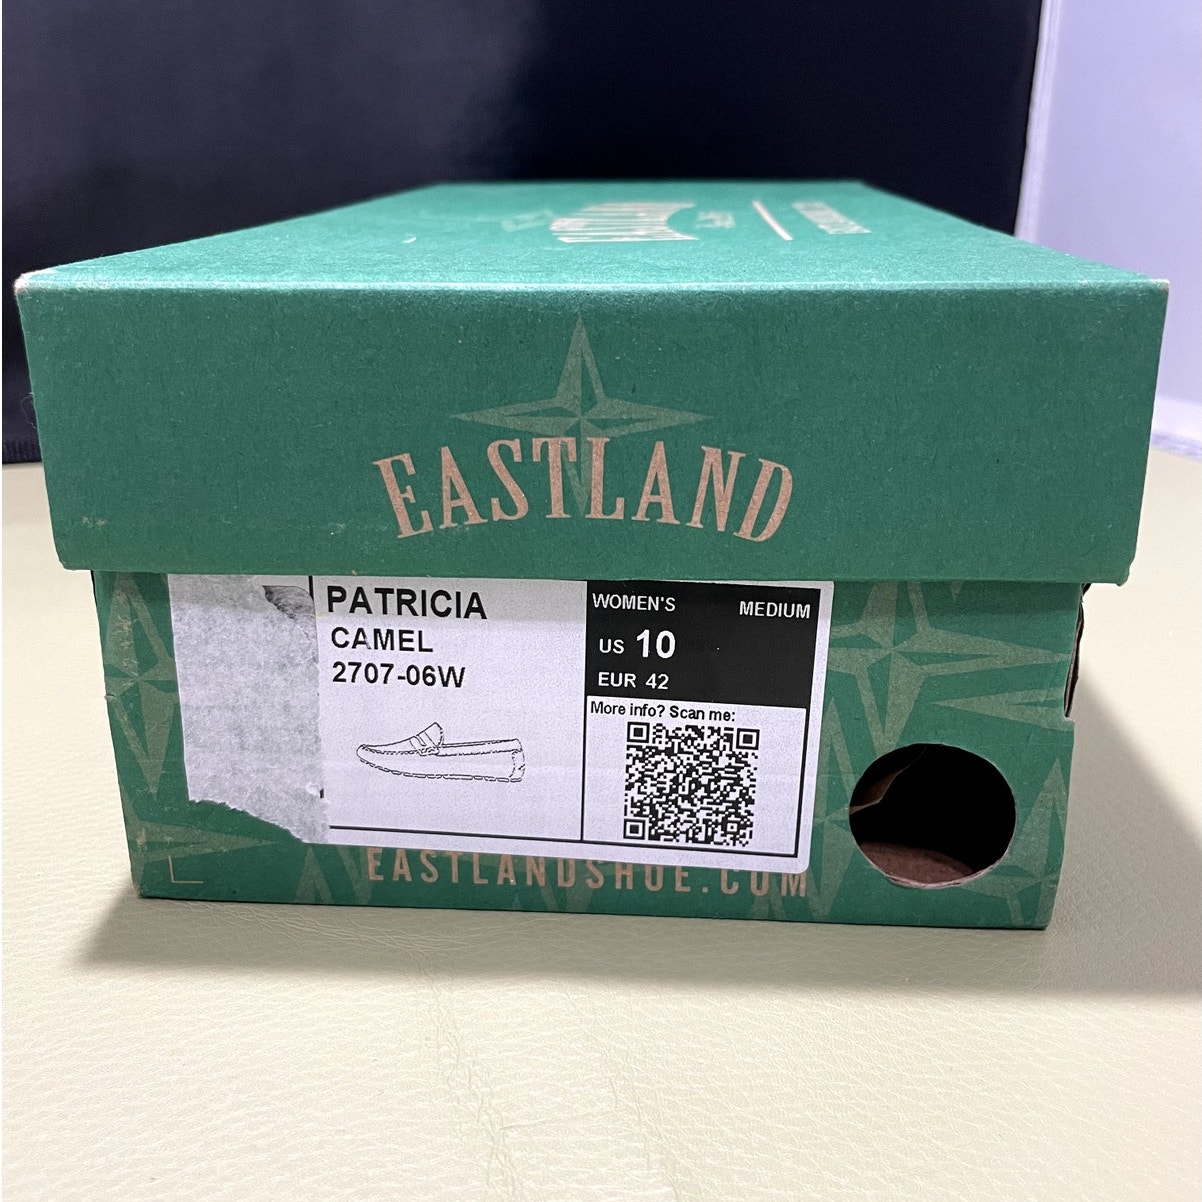 EASTLAND
PATRICIA
CAMEL
2707-06W
WOMEN'S MEDIUM
US 10
EUR 42
More info? Scan me:
EASTLANDSHOE.COM